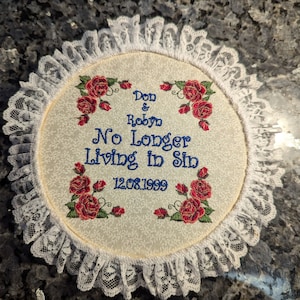 Don
&
Robyn
No Longer
Living in Sin
12.08.1999